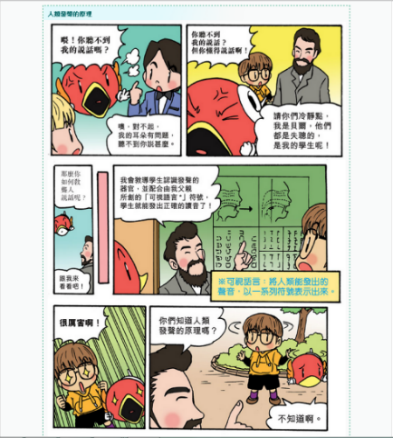 人類發聲的原理
喂！你聽不到
我的說話嗎？
噢，對不起，
我的耳朵有問題，
聽不到你說甚麼。
你聽不到
我的說話？
但你懂得說話啊！
請你們冷靜點，
我是貝爾，他們
都是失聰的，
是我的學生呢！
那麼你
如何教
聾人
說話呢？
跟我來
看看吧！
我會教導學生認識發聲的
器官，並配合由我父親
所創的「可視語言※」符號，
學生就能發出正確的讀音了！
※可視語言：將人類能發出的
聲音，以一系列符號表示出來。
很厲害啊！
你們知道人類
發聲的原理嗎？
不知道啊。